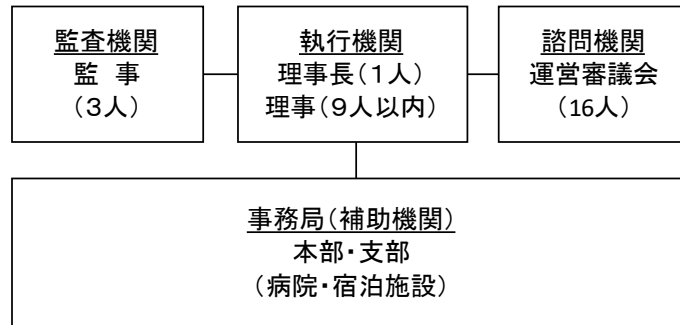 監査機関
監 事
（３人）
執行機関
理事長（１人）
理事（９人以内）
諮問機関
運営審議会
（16人）
事務局（補助機関）
本部・支部
（病院・宿泊施設）